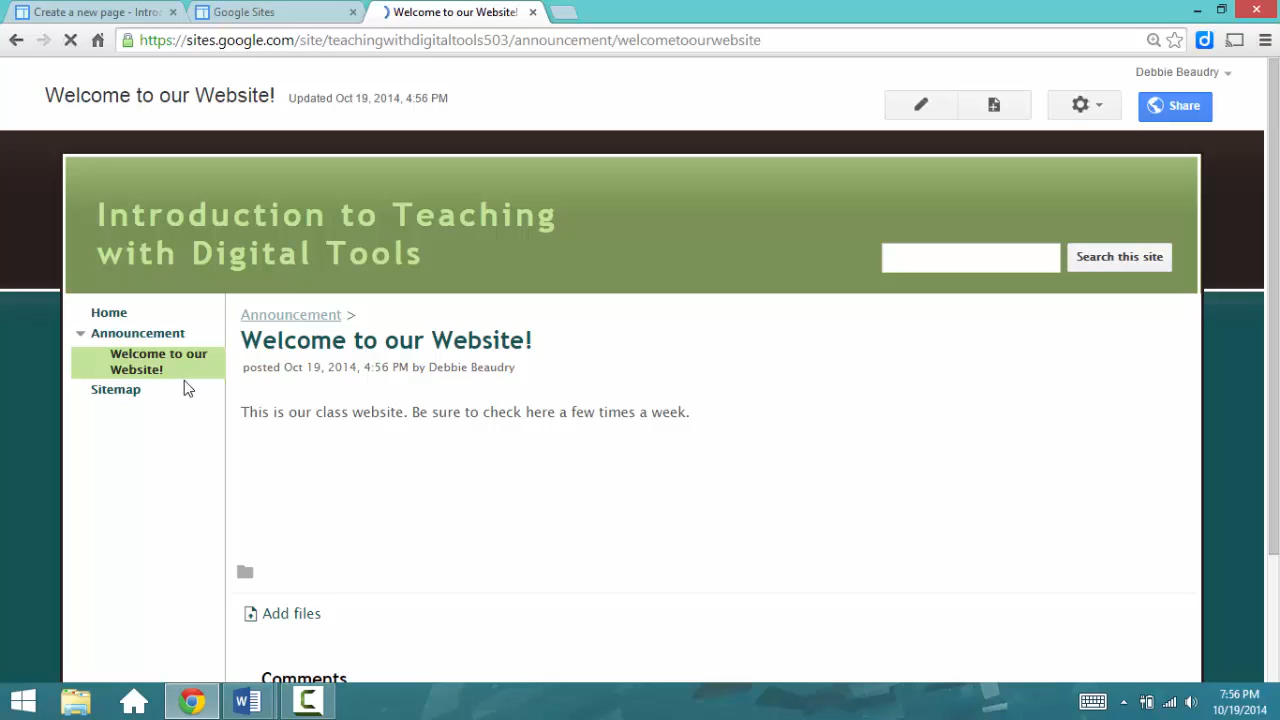 Create a new page - Introd
Google Sites
Welcome to our Website!
https://sites.google.com/site/teachingwithdigitaltools503/announcement/welcometoourwebsite
Debbie Beaudry
Welcome to our Website! Updated Oct 19, 2014, 4:56 PM
Share
Introduction to Teaching
with Digital Tools
Search this site
Home
Announcement
Welcome to our
Website!
Sitemap
Announcement >
Welcome to our Website!
posted Oct 19, 2014, 4:56 PM by Debbie Beaudry
This is our class website. Be sure to check here a few times a week.
Add files
Comments
7:56 PM
10/19/2014